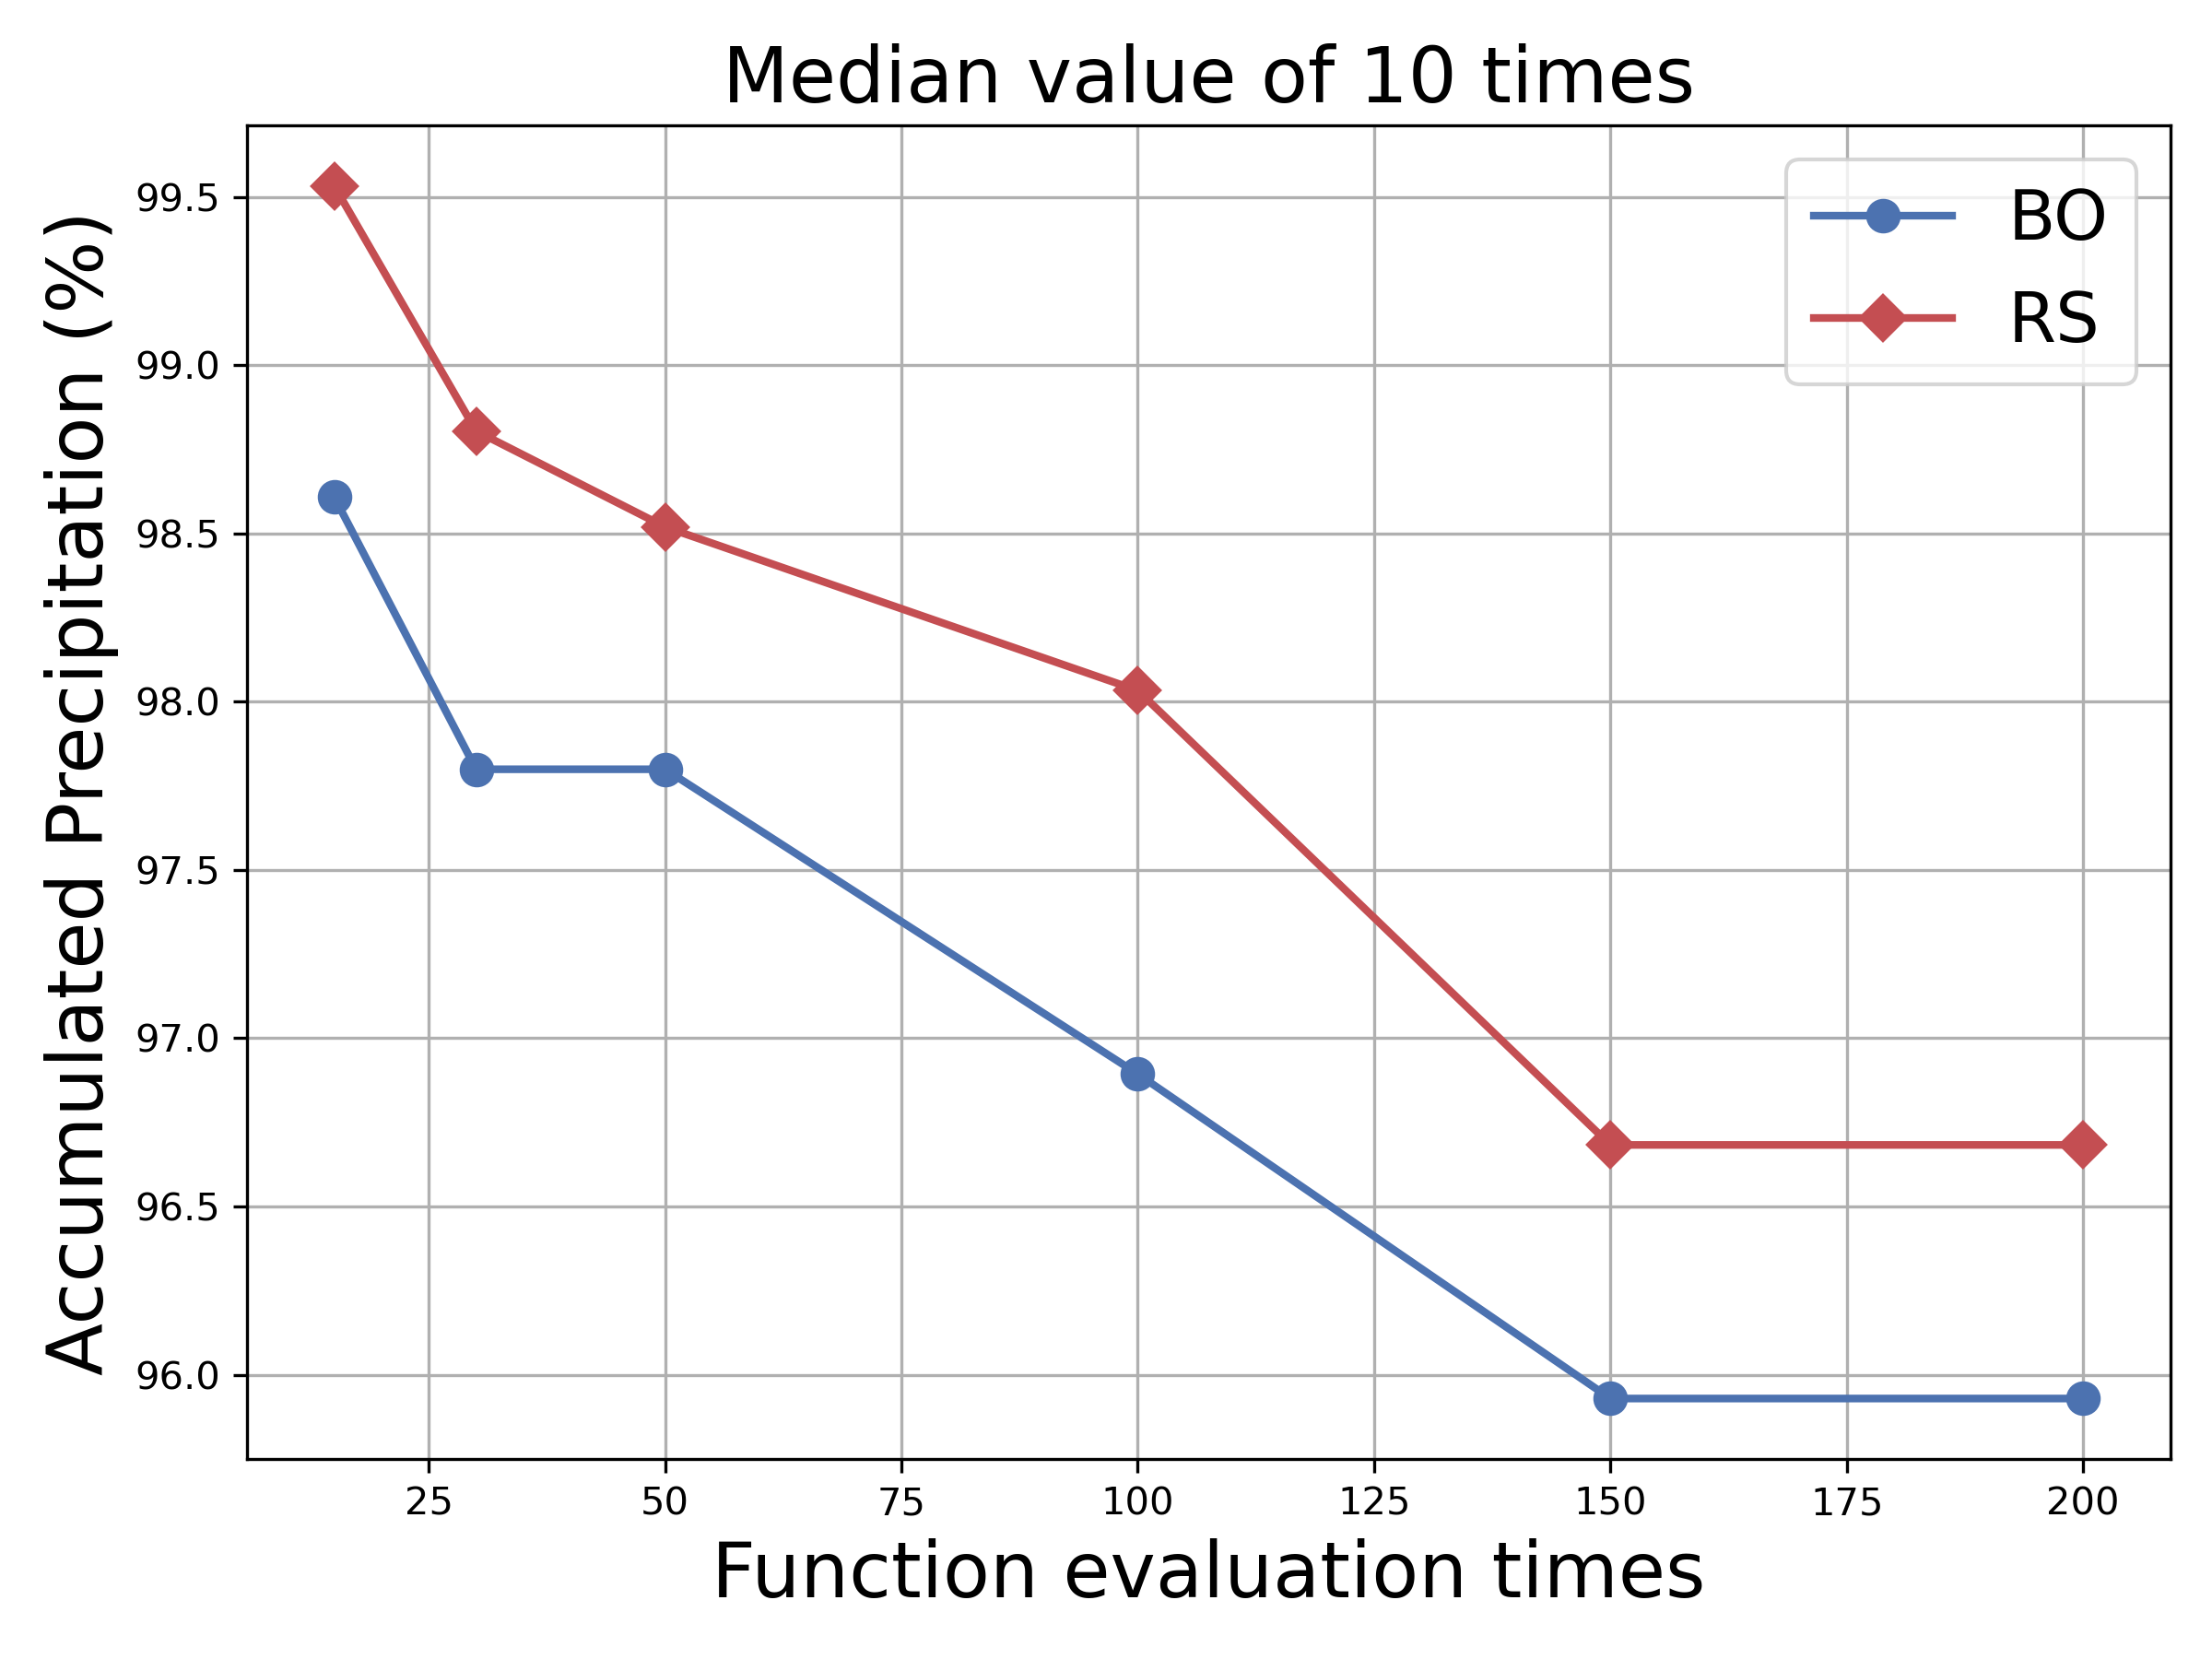 Median value of 10 times
BO
RS
Accumulated Precipitation (%)
99.5
99.0
98.5
98.0
97.5
97.0
96.5
96.0
25 50 75 100 125 150 175 200
Function evaluation times